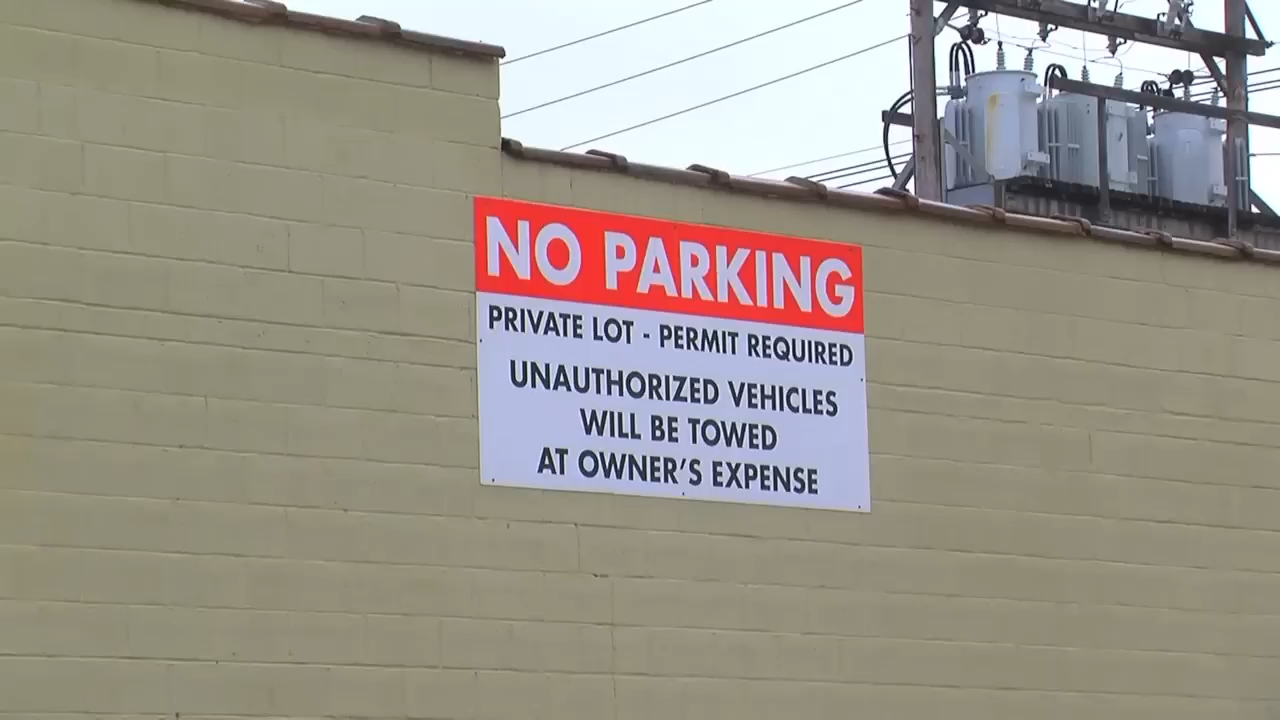 NO PARKING
PRIVATE LOT - PERMIT REQUIRED
UNAUTHORIZED VEHICLES
WILL BE TOWED
AT OWNER'S EXPENSE